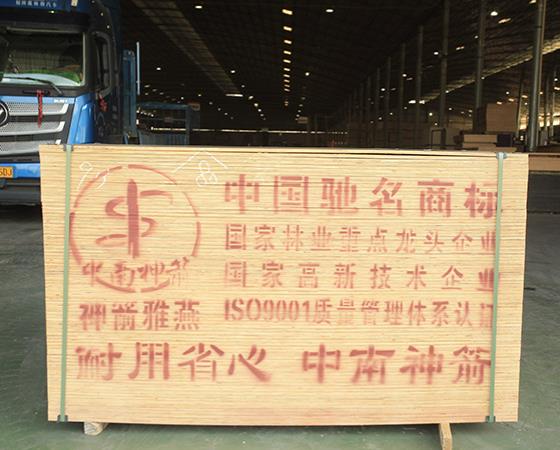 中国驰名商标
国家林业重点龙头企业
中南神箭
国家高新技术企业
神箭雅燕
ISO9001质量管理体系认证
耐用省心 中南神箭